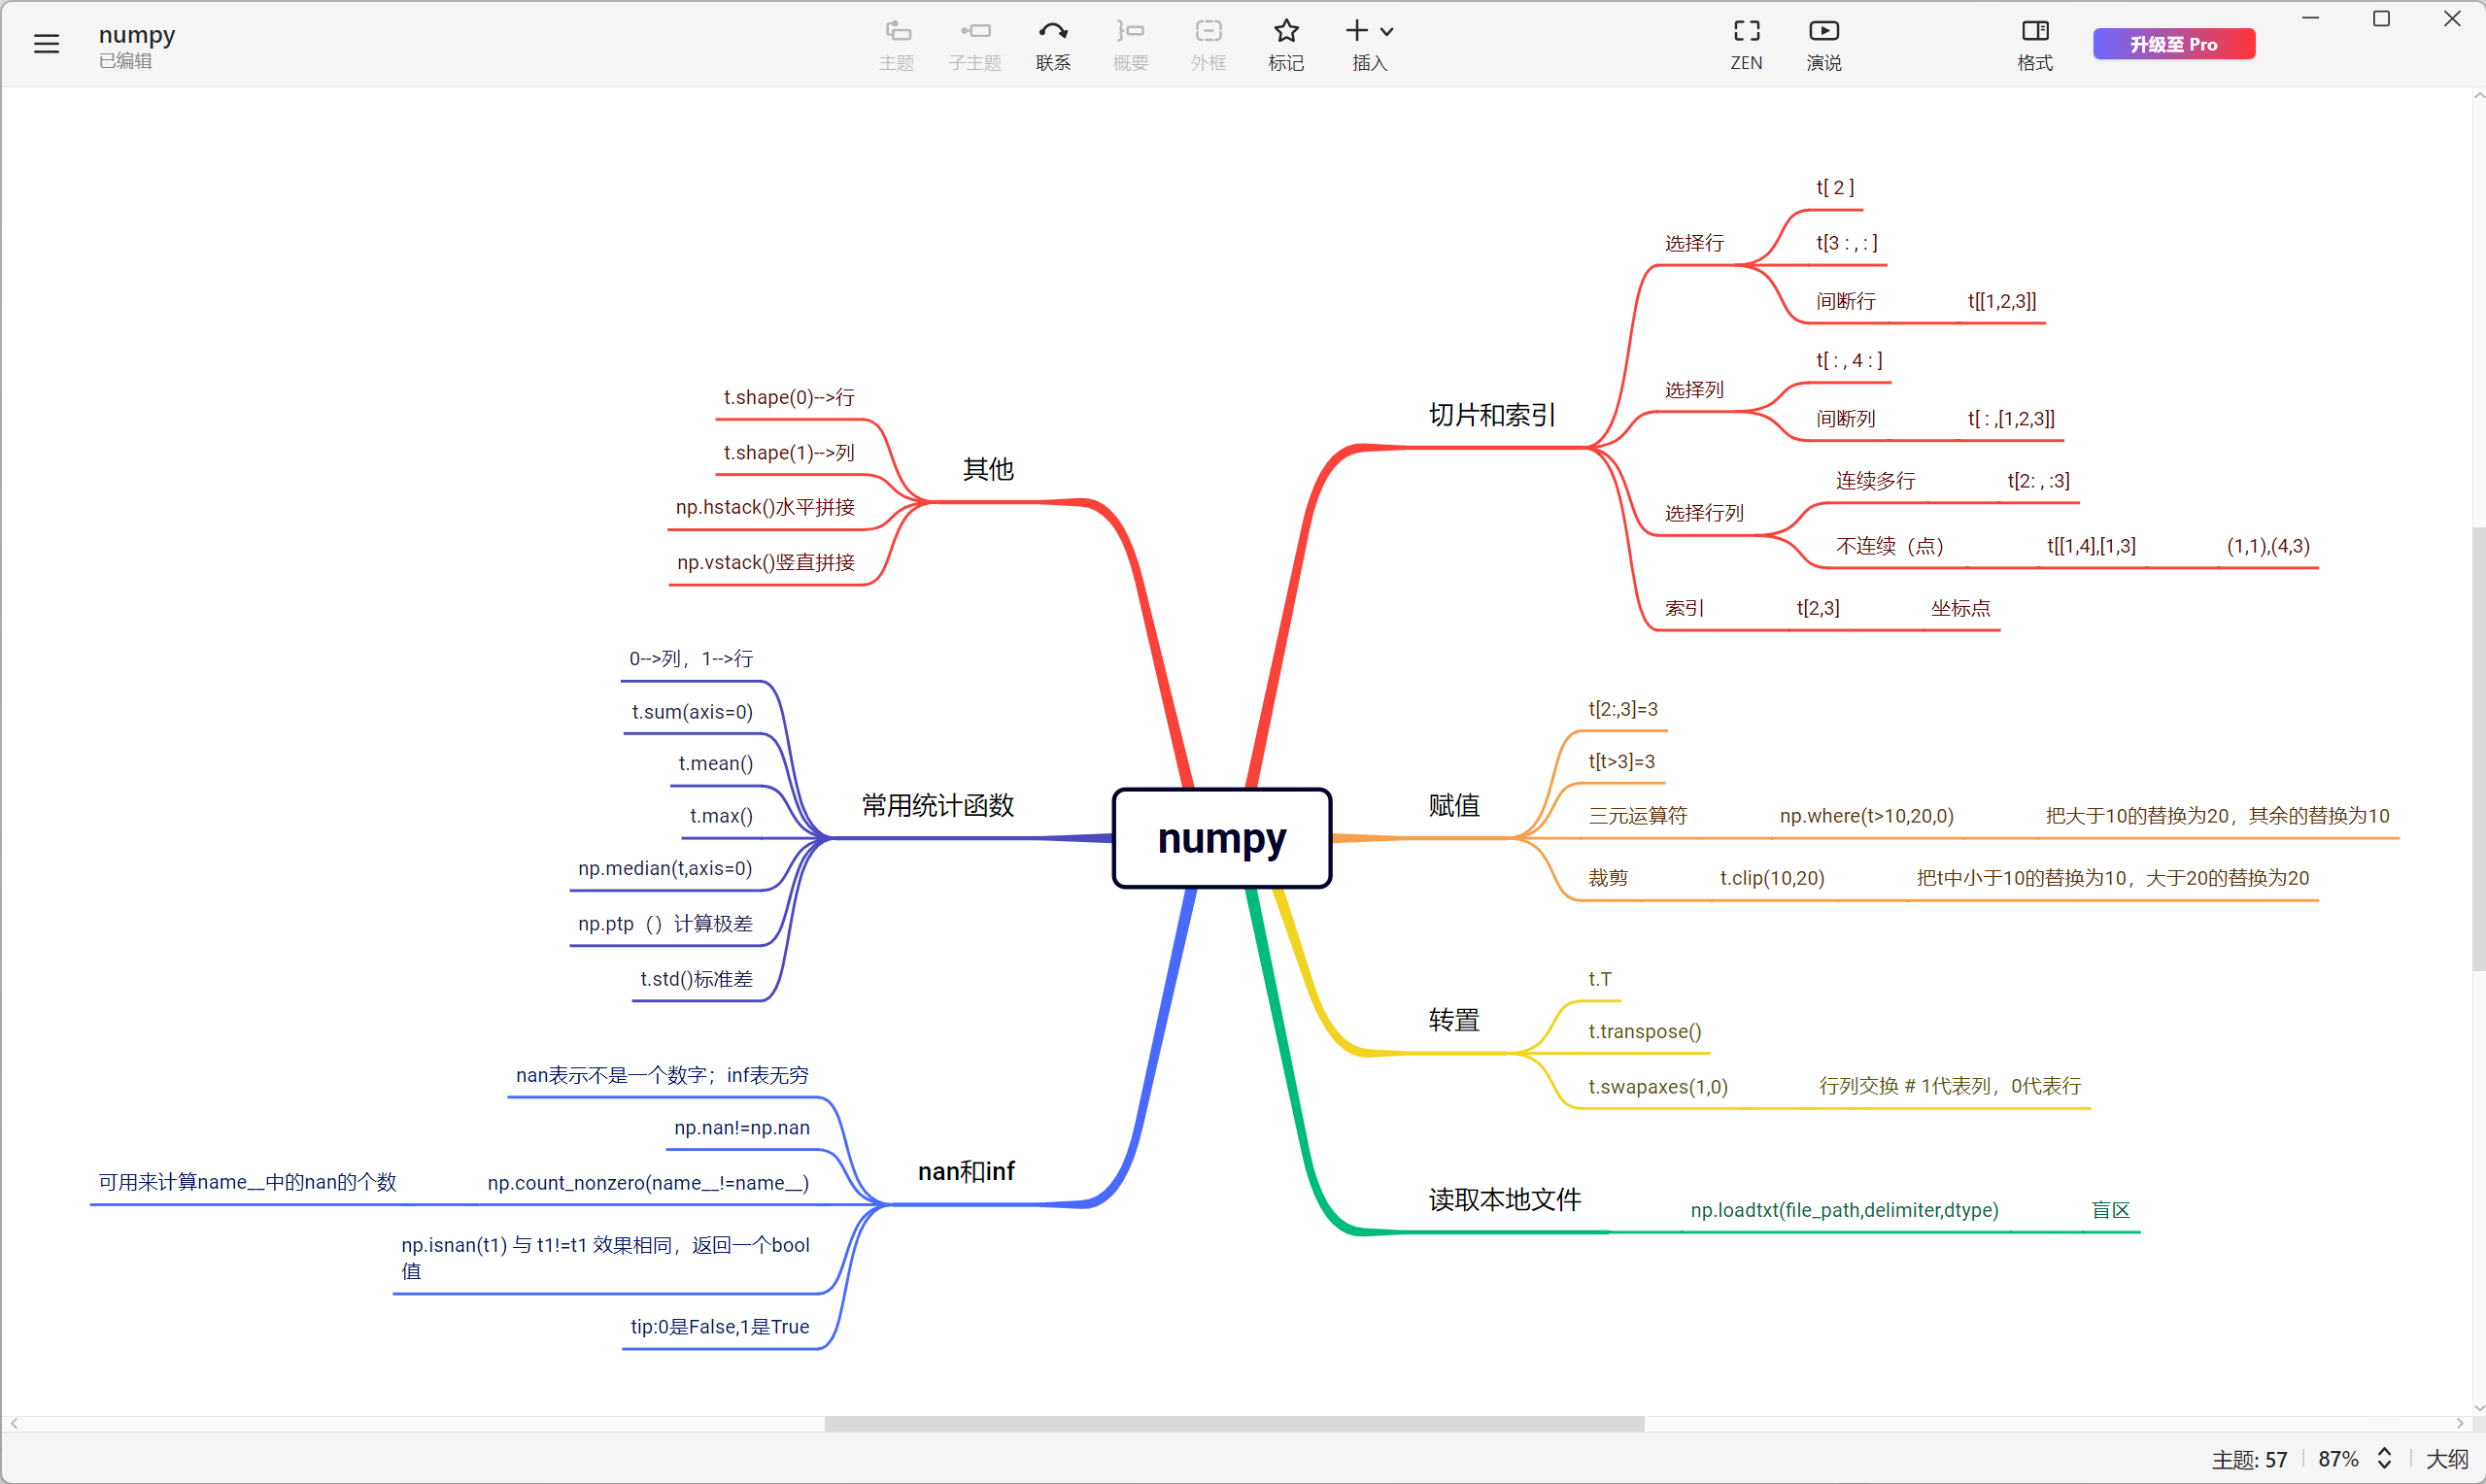 numpy
已编辑
主题
子主题
联系
概要
外框
标记
插入
ZEN
演说
格式
升级至 Pro
numpy
切片和索引
选择行
t[ 2 ]
t[3 : , : ]
间断行
t[[1,2,3]]
选择列
t[ : , 4 : ]
间断列
t[ : ,[1,2,3]]
选择行列
连续多行
t[2: , :3]
不连续（点）
t[[1,4],[1,3]
(1,1),(4,3)
索引
t[2,3]
坐标点
赋值
t[2:,3]=3
t[t>3]=3
三元运算符
np.where(t>10,20,0)
把大于10的替换为20，其余的替换为10
裁剪
t.clip(10,20)
把t中小于10的替换为10，大于20的替换为20
转置
t.T
t.transpose()
t.swapaxes(1,0)
行列交换 # 1代表列，0代表行
读取本地文件
np.loadtxt(file_path,delimiter,dtype)
盲区
其他
t.shape(0)-->行
t.shape(1)-->列
np.hstack()水平拼接
np.vstack()竖直拼接
常用统计函数
0-->列，1-->行
t.sum(axis=0)
t.mean()
t.max()
np.median(t,axis=0)
np.ptp（）计算极差
t.std()标准差
nan和inf
nan表示不是一个数字；inf表无穷
np.nan!=np.nan
np.count_nonzero(name__!=name__)
可用来计算name__中的nan的个数
np.isnan(t1) 与 t1!=t1 效果相同，返回一个bool
值
tip:0是False,1是True
主题: 57
87%
大纲